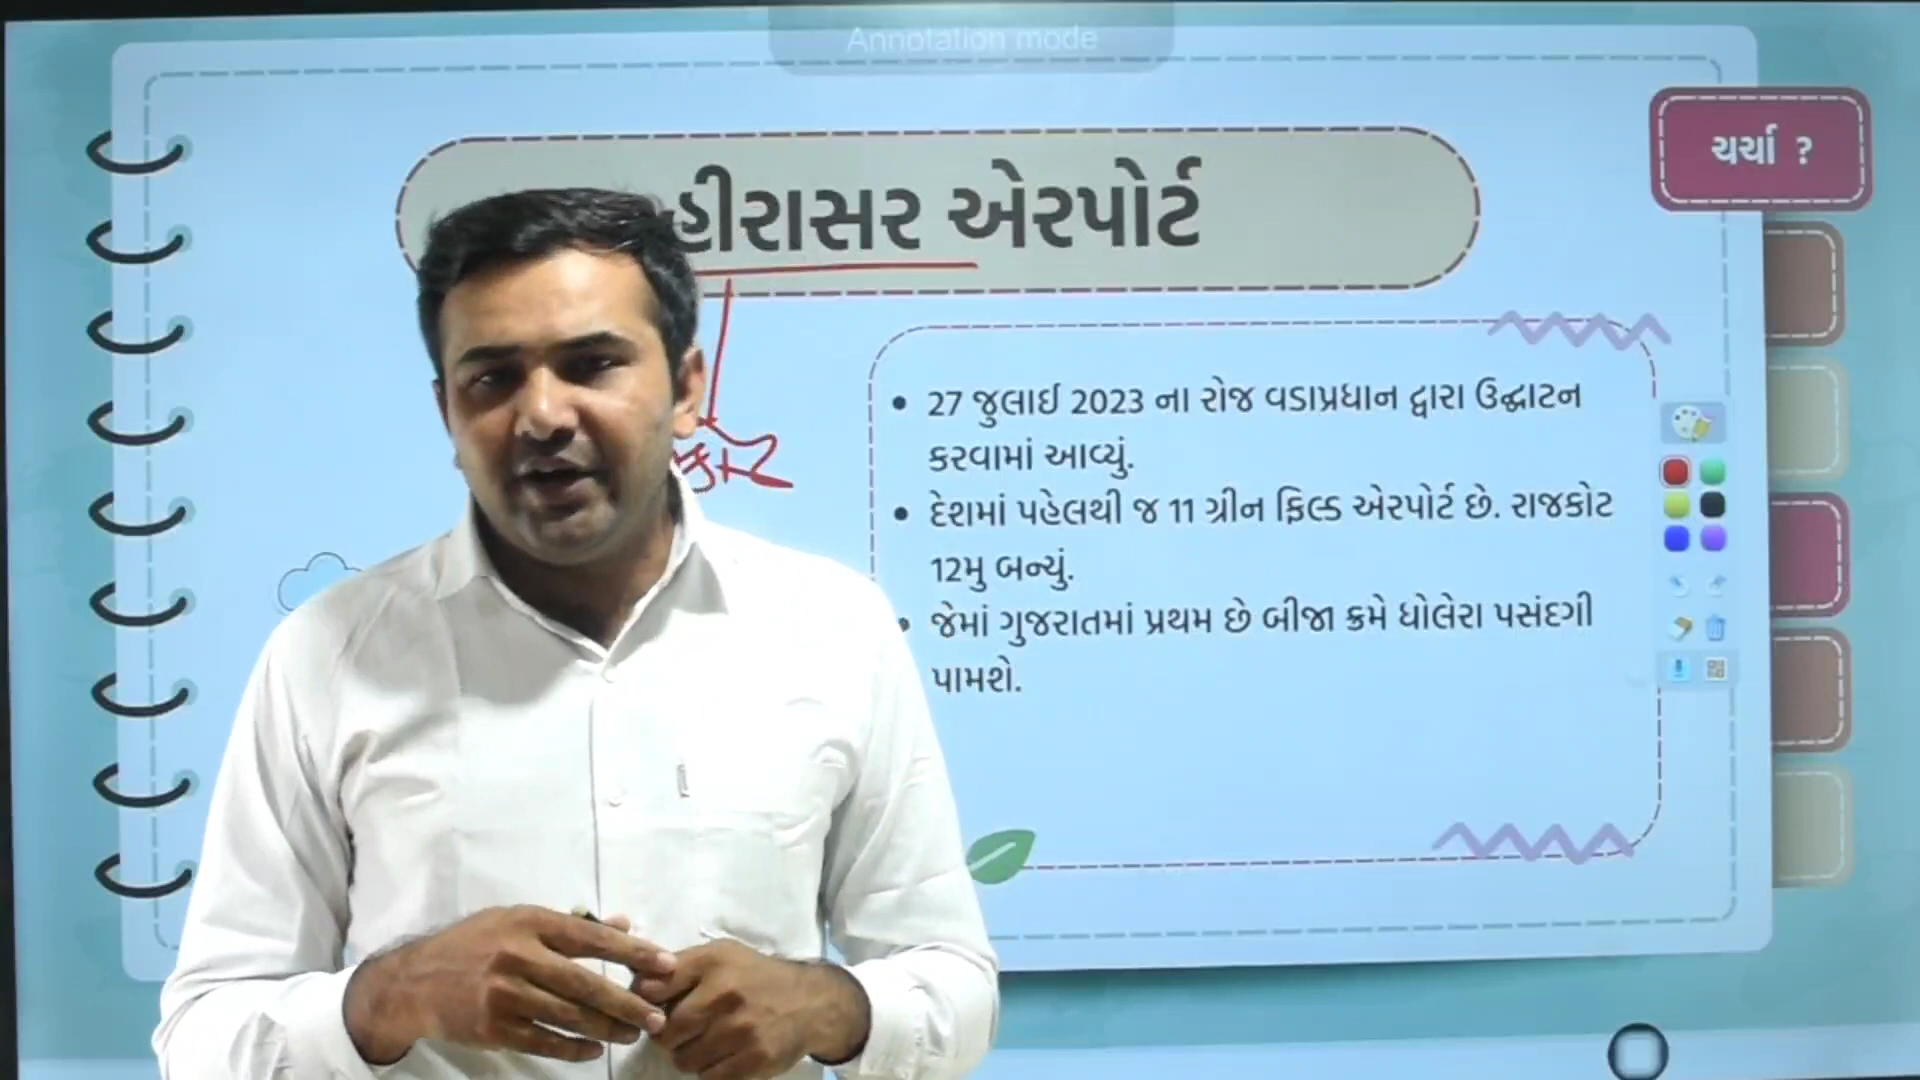 Annotation mode
ચર્ચા ?
હીરાસર એરપોર્ટ
• 27 જુલાઈ 2023 ના રોજ વડાપ્રધાન દ્વારા ઉદ્ઘાટન
કરવામાં આવ્યું.
• દેશમાં પહેલથી જ 11 ગ્રીન ફિલ્ડ એરપોર્ટ છે. રાજકોટ
12મુ બન્યું.
• જેમાં ગુજરાતમાં પ્રથમ છે બીજા ક્રમે ધોલેરા પસંદગી
પામશે.